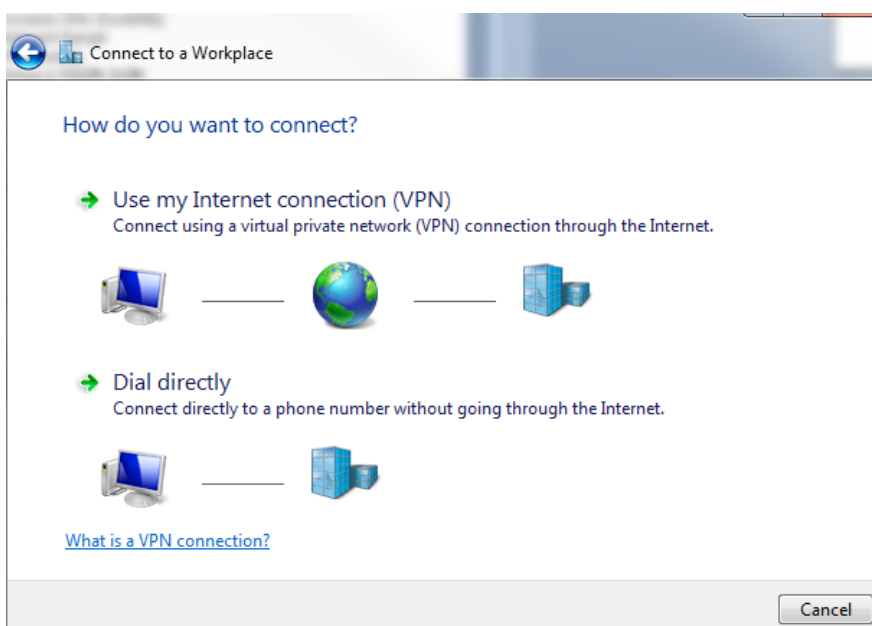 Connect to a Workplace
How do you want to connect?
Use my Internet connection (VPN)
Connect using a virtual private network (VPN) connection through the Internet.
Dial directly
Connect directly to a phone number without going through the Internet.
What is a VPN connection?
Cancel